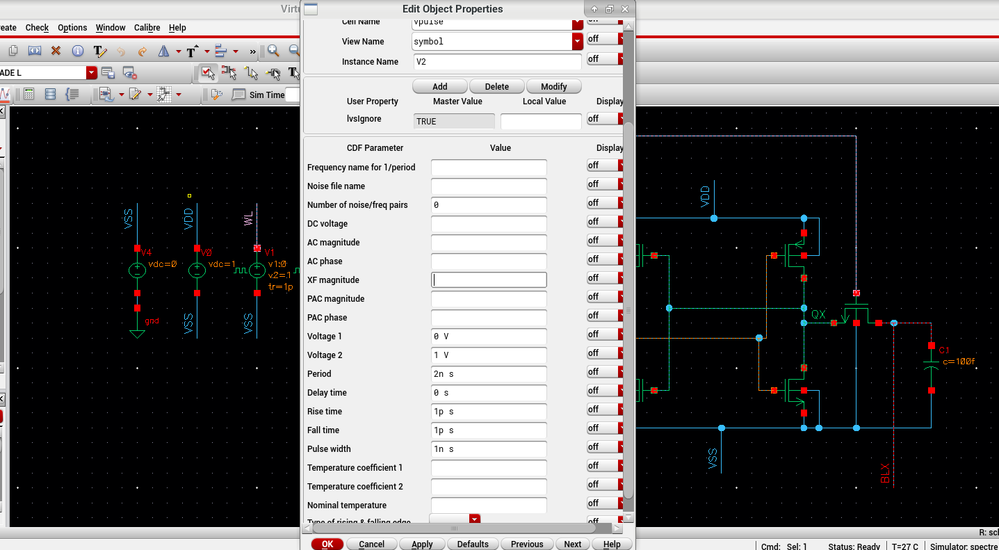 Virtu
Edit Object Properties
eate Check Options Window Calibre Help
Cell Name vpulse off
View Name symbol off
Instance Name V2 off
ADE L
Sim Time
Add Delete Modify
User Property Master Value Local Value Display
lvsIgnore TRUE off
CDF Parameter Value Display
Frequency name for 1/period off
Noise file name off
Number of noise/freq pairs 0 off
DC voltage off
AC magnitude off
AC phase off
XF magnitude off
PAC magnitude off
PAC phase off
Voltage 1 0 V off
Voltage 2 1 V off
Period 2n s off
Delay time 0 s off
Rise time 1p s off
Fall time 1p s off
Pulse width 1n s off
Temperature coefficient 1 off
Temperature coefficient 2 off
Nominal temperature off
Type of rising & falling edge off
OK Cancel Apply Defaults Previous Next Help
VSS VDD WL
V4 V0 V1
vdc=0 vdc=1 v1:0
v2=1
tr=1p
gnd VSS VSS
VDD
QX
C1
c=100f
VSS
BLX
R: sch
Cmd: Sel: 1 Status: Ready T=27 C Simulator: spectre